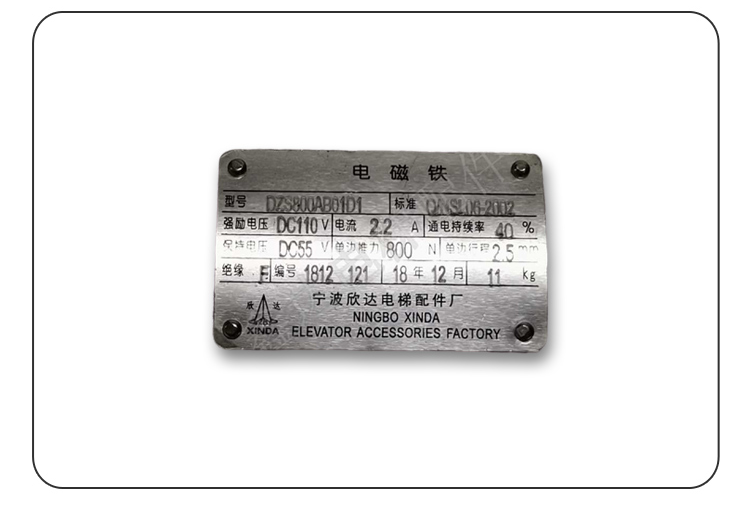 电磁铁
型号 DZS800AB01D1 标准 Q/NSL06-2002
强励电压 DC110 V 电流 2.2 A 通电持续率 40 %
保持电压 DC55 V 单边推力 800 N 单边行程 2.5 mm
绝缘 F 编号 1812 121 18 年 12 月 11 kg
欣达 宁波欣达电梯配件厂
NINGBO XINDA
XINDA ELEVATOR ACCESSORIES FACTORY